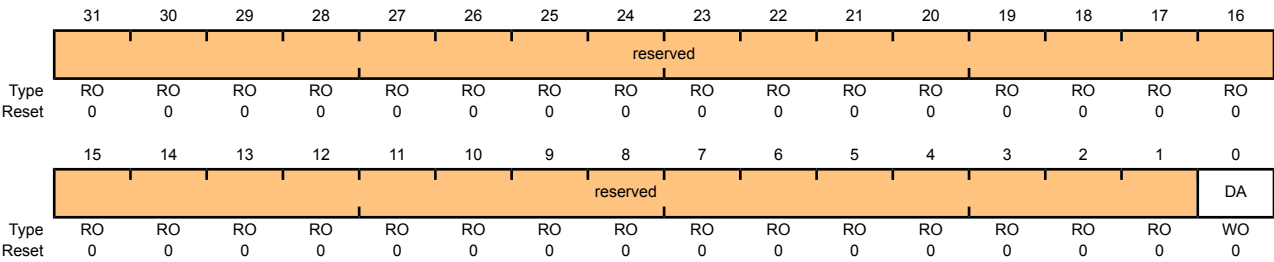 31 30 29 28 27 26 25 24 23 22 21 20 19 18 17 16
reserved
Type RO RO RO RO RO RO RO RO RO RO RO RO RO RO RO RO
Reset 0 0 0 0 0 0 0 0 0 0 0 0 0 0 0 0
15 14 13 12 11 10 9 8 7 6 5 4 3 2 1 0
reserved DA
Type RO RO RO RO RO RO RO RO RO RO RO RO RO RO RO WO
Reset 0 0 0 0 0 0 0 0 0 0 0 0 0 0 0 0